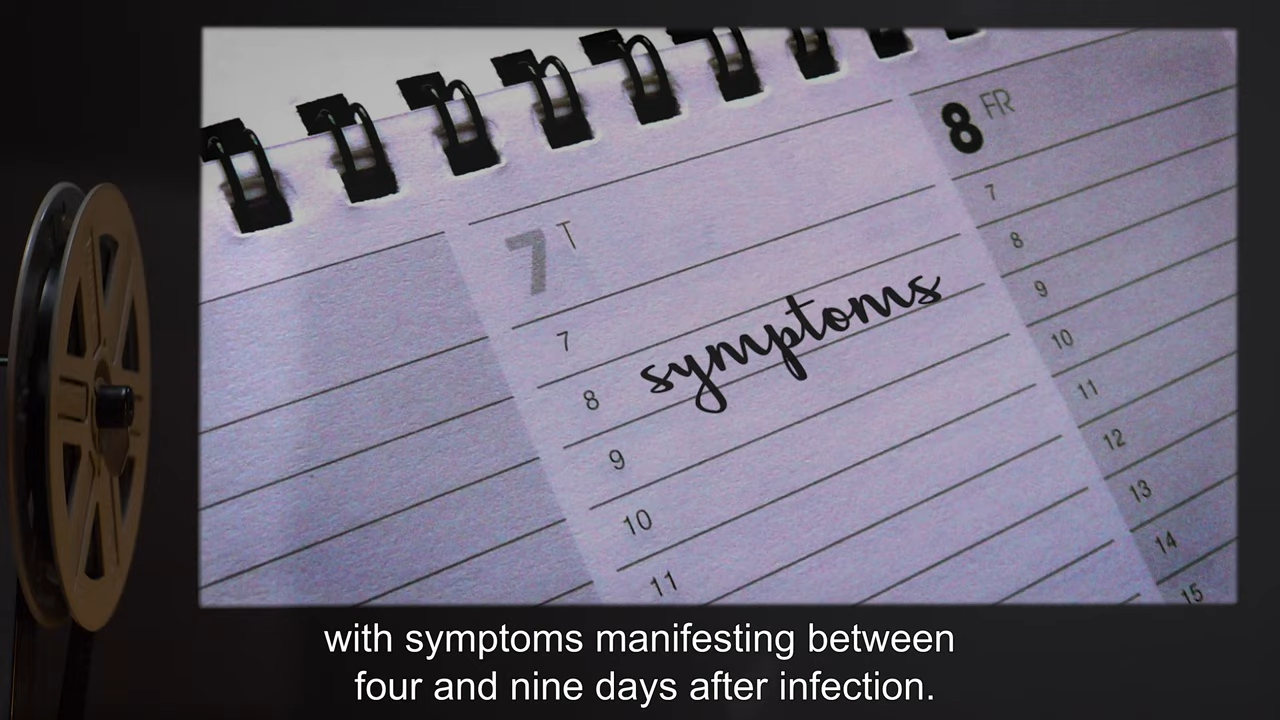 8 FR
7 T
7
8
9
10
11
symptoms
7
8
9
10
11
12
13
14
15
with symptoms manifesting between
four and nine days after infection.